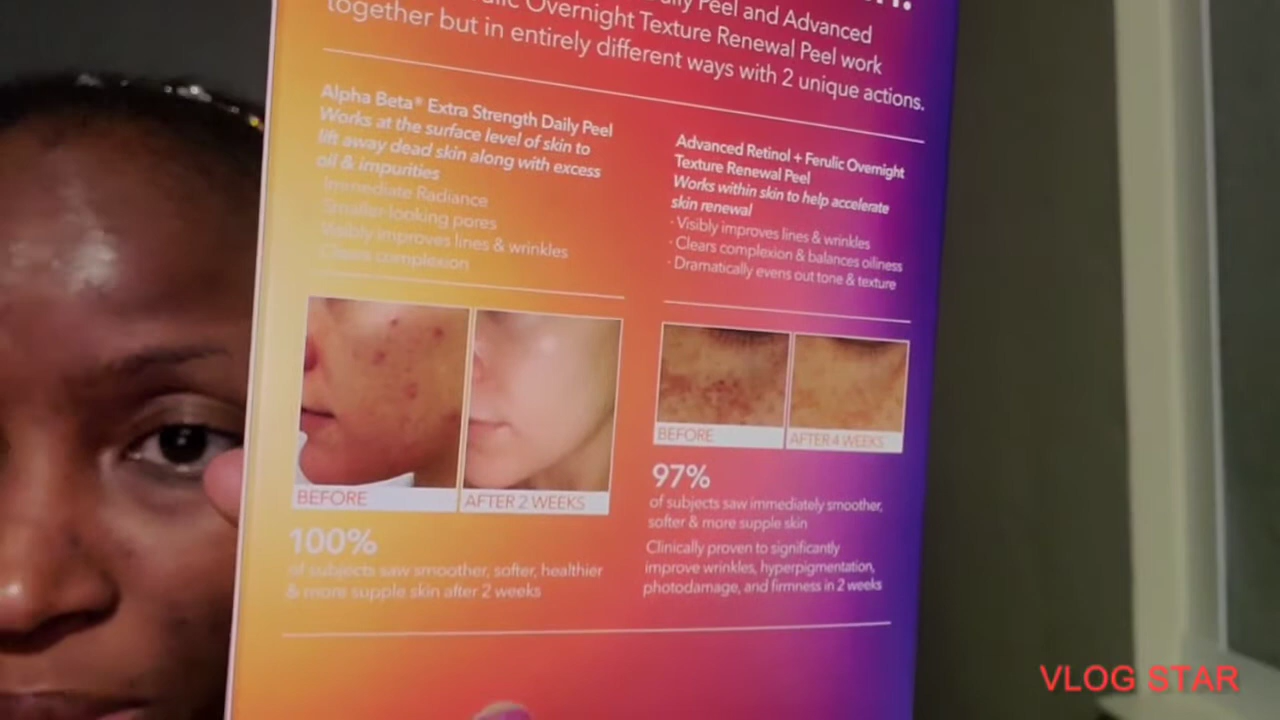 Peel and Advanced
Overnight Texture Renewal Peel work
together but in entirely different ways with 2 unique actions.
Alpha Beta® Extra Strength Daily Peel
Works at the surface level of skin to
lift away dead skin along with excess
oil & impurities
Immediate Radiance
Smaller looking pores
Visibly improves lines & wrinkles
Clears complexion
BEFORE
AFTER 2 WEEKS
100%
of subjects saw smoother, softer, healthier
& more supple skin after 2 weeks
Advanced Retinol + Ferulic Overnight
Texture Renewal Peel
Works within skin to help accelerate
skin renewal
· Visibly improves lines & wrinkles
· Clears complexion & balances oiliness
· Dramatically evens out tone & texture
BEFORE
AFTER 4 WEEKS
97%
of subjects saw immediately smoother,
softer & more supple skin
Clinically proven to significantly
improve wrinkles, hyperpigmentation,
photodamage, and firmness in 2 weeks
VLOG STAR